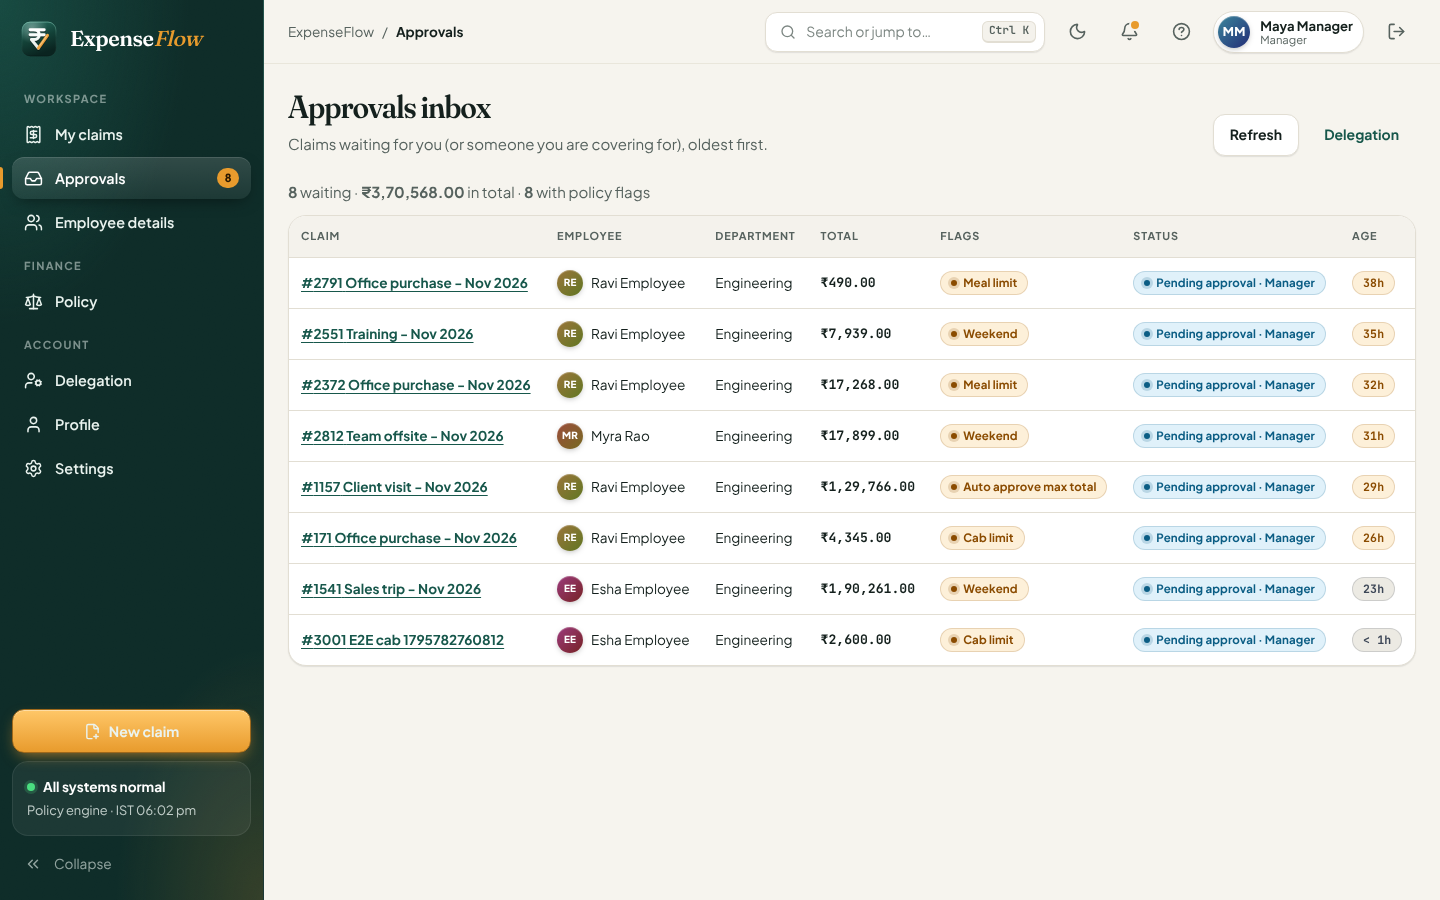 ExpenseFlow
WORKSPACE
My claims
Approvals 8
Employee details
FINANCE
Policy
ACCOUNT
Delegation
Profile
Settings
New claim
All systems normal
Policy engine · IST 06:02 pm
Collapse
ExpenseFlow / Approvals
Search or jump to... Ctrl K
MM Maya Manager
Manager
Approvals inbox
Claims waiting for you (or someone you are covering for), oldest first.
Refresh Delegation
8 waiting · ₹3,70,568.00 in total · 8 with policy flags
CLAIM EMPLOYEE DEPARTMENT TOTAL FLAGS STATUS AGE
#2791 Office purchase – Nov 2026 RE Ravi Employee Engineering ₹490.00 Meal limit Pending approval · Manager 38h
#2551 Training – Nov 2026 RE Ravi Employee Engineering ₹7,939.00 Weekend Pending approval · Manager 35h
#2372 Office purchase – Nov 2026 RE Ravi Employee Engineering ₹17,268.00 Meal limit Pending approval · Manager 32h
#2812 Team offsite – Nov 2026 MR Myra Rao Engineering ₹17,899.00 Weekend Pending approval · Manager 31h
#1157 Client visit – Nov 2026 RE Ravi Employee Engineering ₹1,29,766.00 Auto approve max total Pending approval · Manager 29h
#171 Office purchase – Nov 2026 RE Ravi Employee Engineering ₹4,345.00 Cab limit Pending approval · Manager 26h
#1541 Sales trip – Nov 2026 EE Esha Employee Engineering ₹1,90,261.00 Weekend Pending approval · Manager 23h
#3001 E2E cab 1795782760812 EE Esha Employee Engineering ₹2,600.00 Cab limit Pending approval · Manager < 1h